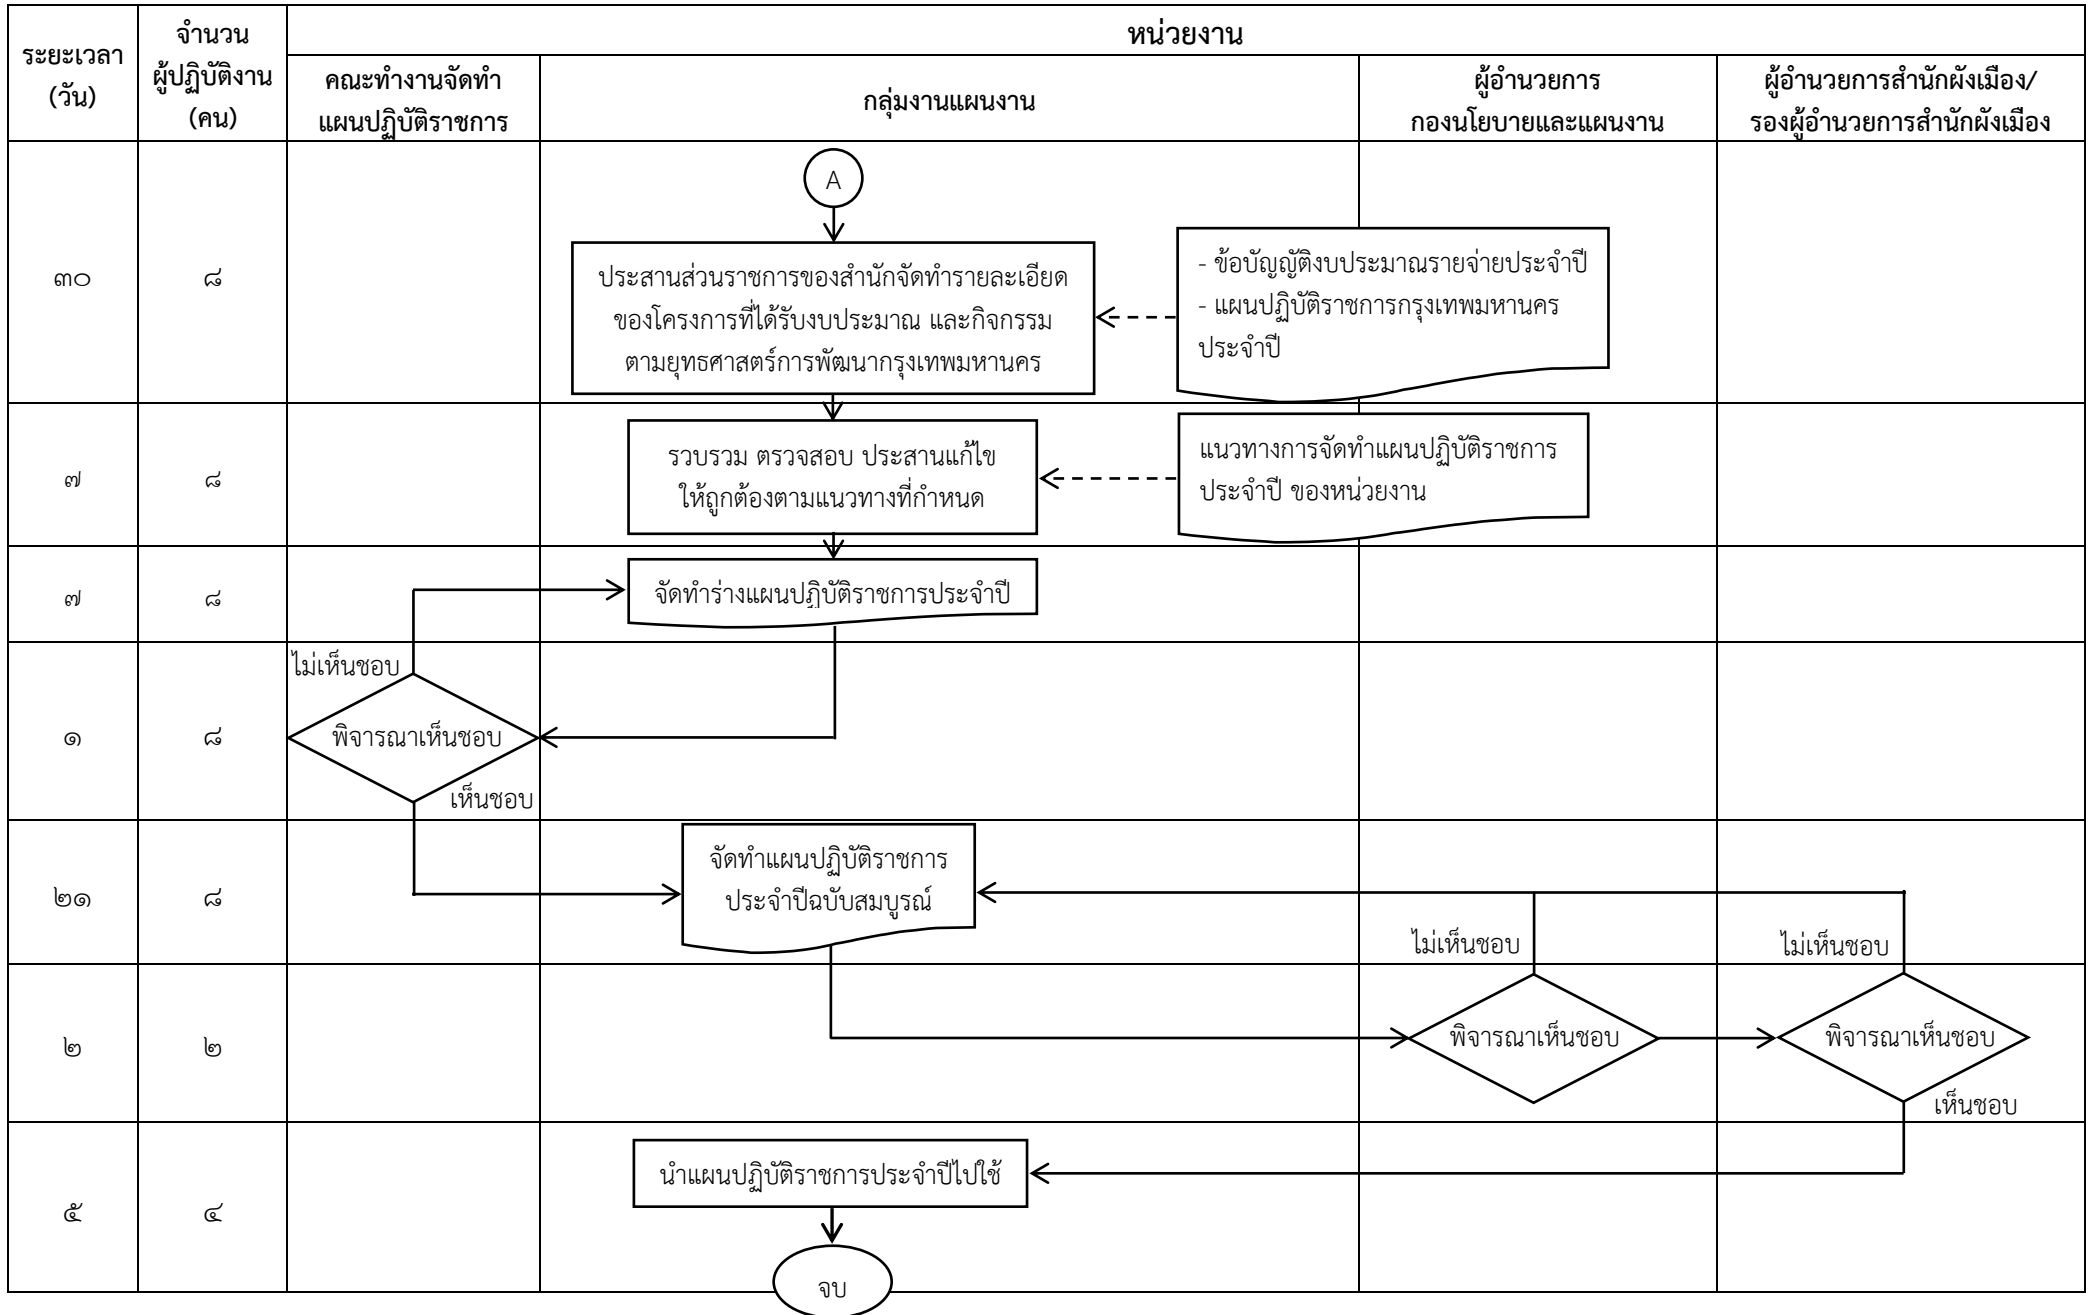 ระยะเวลา
(วัน)
จำนวน
ผู้ปฏิบัติงาน
(คน)
หน่วยงาน
คณะทำงานจัดทำ
แผนปฏิบัติราชการ
กลุ่มงานแผนงาน
ผู้อำนวยการ
กองนโยบายและแผนงาน
ผู้อำนวยการสำนักผังเมือง/
รองผู้อำนวยการสำนักผังเมือง
A
๓๐
๘
ประสานส่วนราชการของสำนักจัดทำรายละเอียด
ของโครงการที่ได้รับงบประมาณ และกิจกรรม
ตามยุทธศาสตร์การพัฒนากรุงเทพมหานคร
- ข้อบัญญัติงบประมาณรายจ่ายประจำปี
- แผนปฏิบัติราชการกรุงเทพมหานคร
ประจำปี
๗
๘
รวบรวม ตรวจสอบ ประสานแก้ไข
ให้ถูกต้องตามแนวทางที่กำหนด
แนวทางการจัดทำแผนปฏิบัติราชการ
ประจำปี ของหน่วยงาน
๗
๘
จัดทำร่างแผนปฏิบัติราชการประจำปี
ไม่เห็นชอบ
๑
๘
พิจารณาเห็นชอบ
เห็นชอบ
๒๑
๘
จัดทำแผนปฏิบัติราชการ
ประจำปีฉบับสมบูรณ์
ไม่เห็นชอบ
ไม่เห็นชอบ
๒
๒
พิจารณาเห็นชอบ
พิจารณาเห็นชอบ
เห็นชอบ
๕
๔
นำแผนปฏิบัติราชการประจำปีไปใช้
จบ